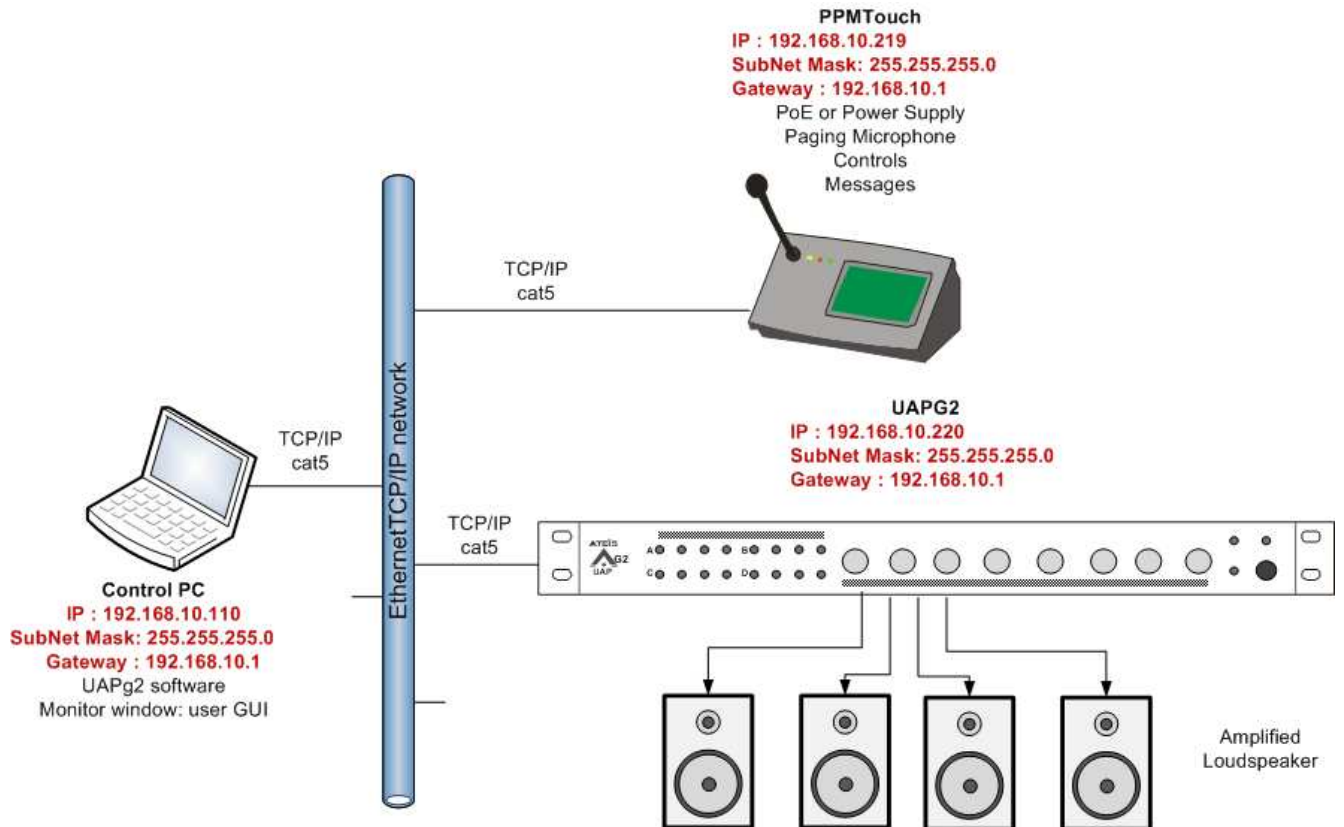 PPMTouch
IP : 192.168.10.219
SubNet Mask: 255.255.255.0
Gateway : 192.168.10.1
PoE or Power Supply
Paging Microphone
Controls
Messages
TCP/IP
cat5
EthernetTCP/IP network
TCP/IP
cat5
Control PC
IP : 192.168.10.110
SubNet Mask: 255.255.255.0
Gateway : 192.168.10.1
UAPg2 software
Monitor window: user GUI
UAPG2
IP : 192.168.10.220
SubNet Mask: 255.255.255.0
Gateway : 192.168.10.1
TCP/IP
cat5
ATEÏS
G2
UAP
A
B
C
D
Amplified
Loudspeaker